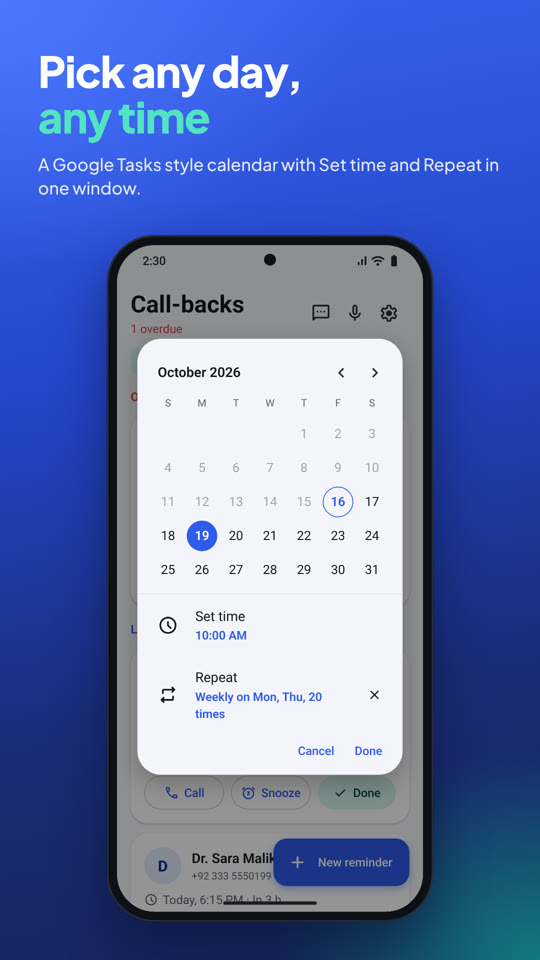 Pick any day,
any time
A Google Tasks style calendar with Set time and Repeat in
one window.
2:30
Call-backs
1 overdue
October 2026
S M T W T F S
1 2 3
4 5 6 7 8 9 10
11 12 13 14 15 16 17
18 19 20 21 22 23 24
25 26 27 28 29 30 31
Set time
10:00 AM
Repeat
Weekly on Mon, Thu, 20
times
Cancel Done
Call Snooze Done
D
Dr. Sara Malik
+92 333 5550199
New reminder
Today, 6:15 PM · In 3 h